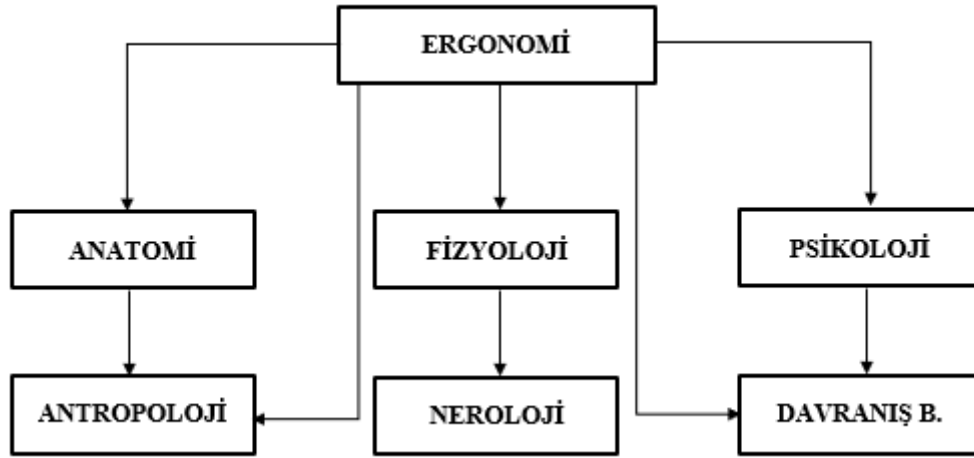 ERGONOMİ
ANATOMİ
FİZYOLOJİ
PSİKOLOJİ
ANTROPOLOJİ
NEROLOJİ
DAVRANIŞ B.